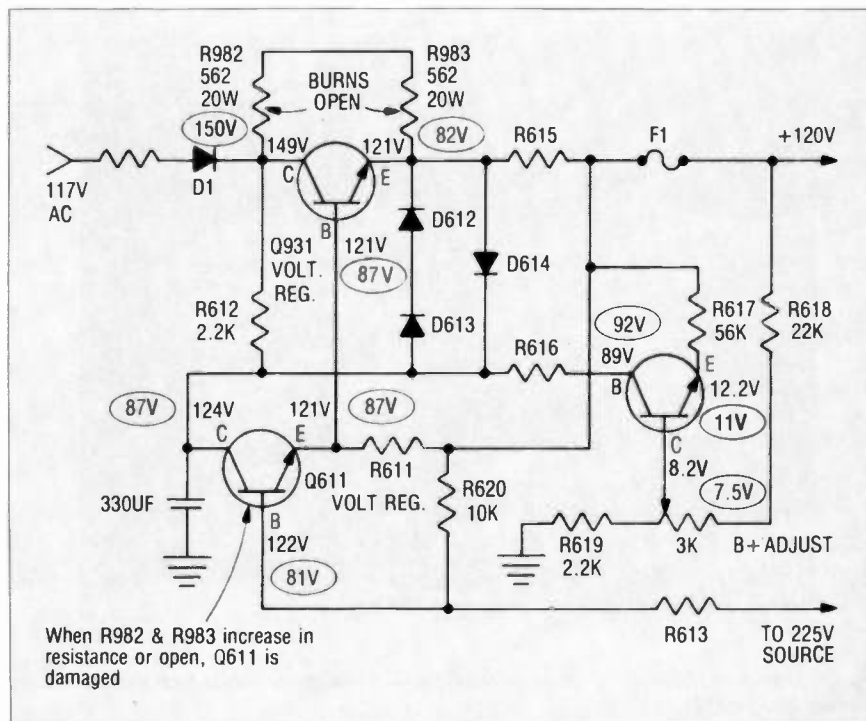 R982
562
20W
R983
562
20W
BURNS
OPEN
150V
149V
121V
82V
R615
F1
+120V
117V
AC
D1
C
E
B
Q931
VOLT.
REG.
121V
87V
D612
D614
R612
2.2K
D613
92V
R617
56K
R618
22K
R616
89V
B
E
12.2V
11V
C
8.2V
7.5V
87V
124V
121V
87V
C
E
R611
Q611
VOLT REG.
330UF
B
122V
81V
R620
10K
R619
2.2K
3K
B+ ADJUST
R613
TO 225V
SOURCE
When R982 & R983 increase in
resistance or open, Q611 is
damaged